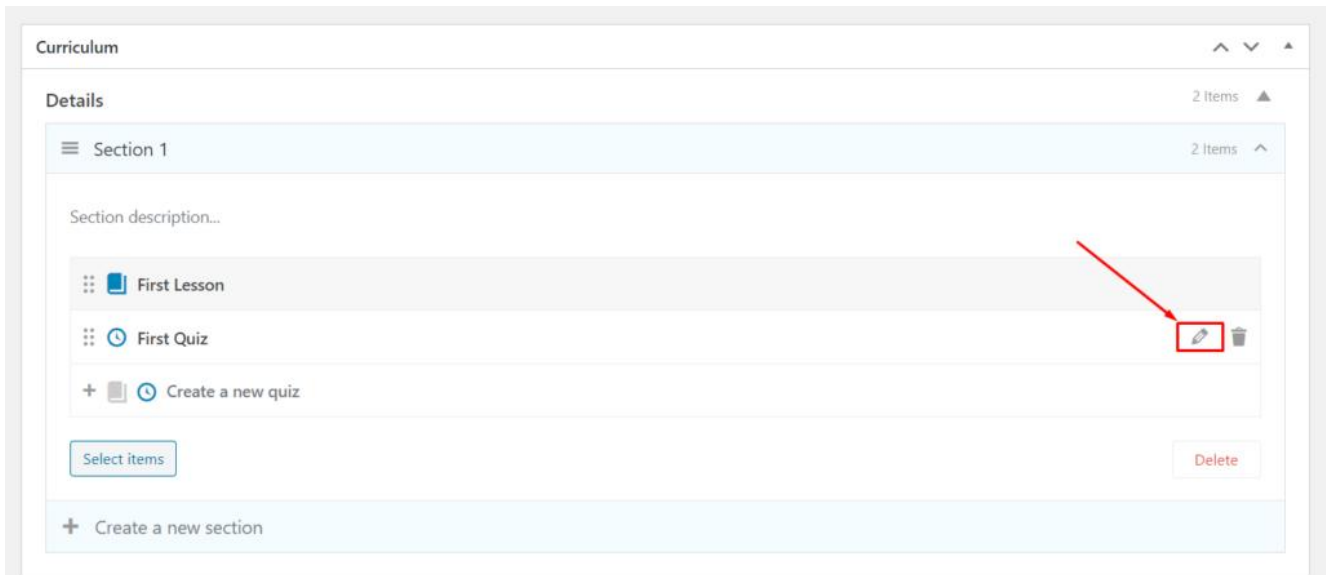 Curriculum
Details
2 Items
Section 1
2 Items
Section description...
First Lesson
First Quiz
Create a new quiz
Select items
Delete
Create a new section